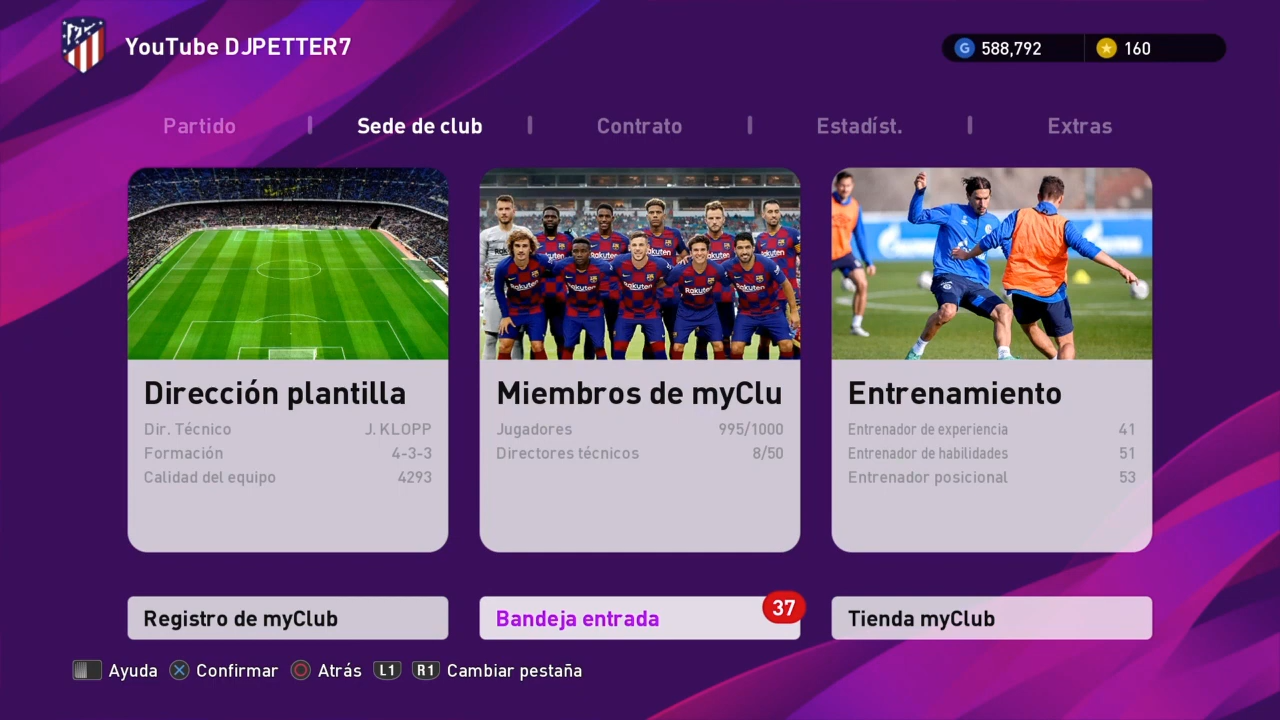 YouTube DJPETTER7
588,792
160
Partido
Sede de club
Contrato
Estadíst.
Extras
Dirección plantilla
Dir. Técnico J. KLOPP
Formación 4-3-3
Calidad del equipo 4293
Miembros de myClu
Jugadores 995/1000
Directores técnicos 8/50
Entrenamiento
Entrenador de experiencia 41
Entrenador de habilidades 51
Entrenador posicional 53
Registro de myClub
Bandeja entrada 37
Tienda myClub
Ayuda Confirmar Atrás L1 R1 Cambiar pestaña